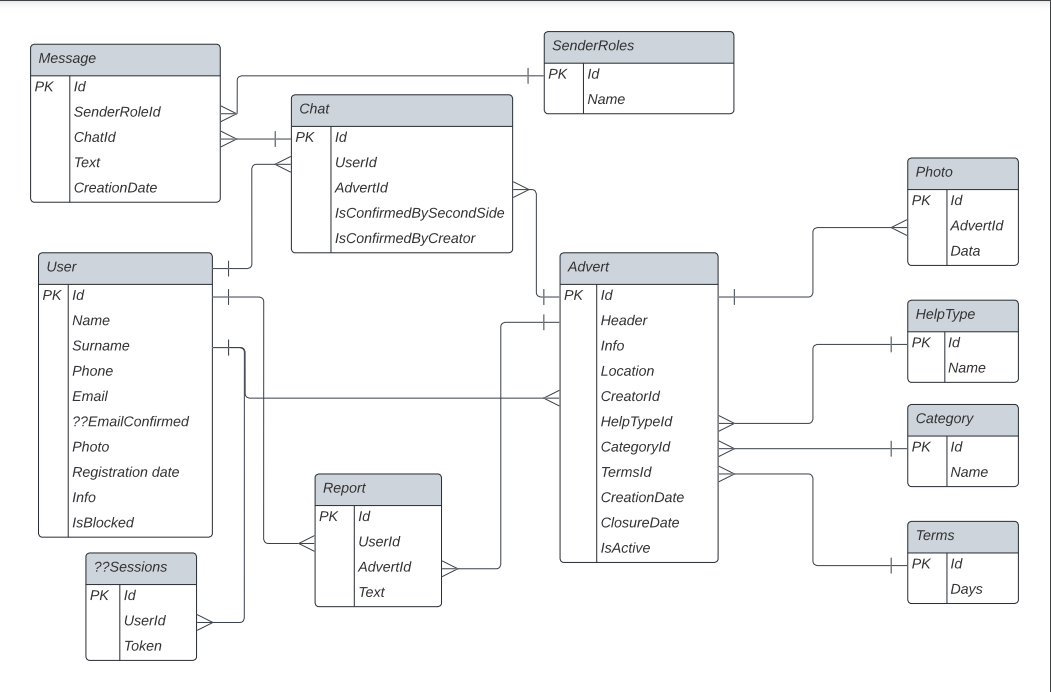 Message
PK Id
SenderRoleId
ChatId
Text
CreationDate
SenderRoles
PK Id
Name
Chat
PK Id
UserId
AdvertId
IsConfirmedBySecondSide
IsConfirmedByCreator
Photo
PK Id
AdvertId
Data
User
PK Id
Name
Surname
Phone
Email
??EmailConfirmed
Photo
Registration date
Info
IsBlocked
Advert
PK Id
Header
Info
Location
CreatorId
HelpTypeId
CategoryId
TermsId
CreationDate
ClosureDate
IsActive
HelpType
PK Id
Name
Category
PK Id
Name
Report
PK Id
UserId
AdvertId
Text
Terms
PK Id
Days
??Sessions
PK Id
UserId
Token